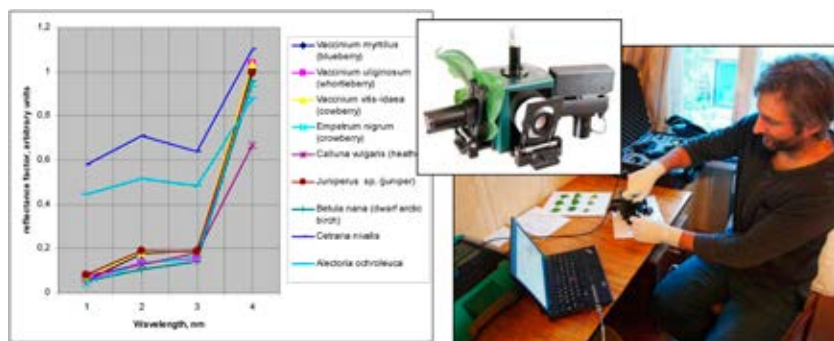 1,2
1
0,8
0,6
0,4
0,2
0
reflectance factor, arbitrary units
1 2 3 4
Wavelength, nm
Vaccinium myrtillus
(blueberry)
Vaccinium uliginosum
(whortleberry)
Vaccinium vitis-idaea
(cowberry)
Empetrum nigrum
(crowberry)
Calluna vulgaris (heath
Juniperus sp. (juniper)
Betula nana (dwarf arctic
birch)
Cetraria nivalis
Alectoria ochroleuca